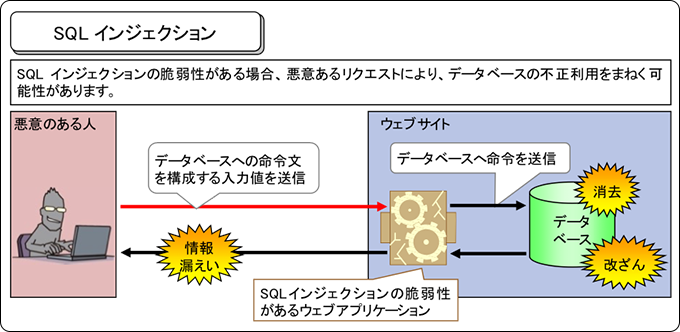 SQL インジェクション
SQL インジェクションの脆弱性がある場合、悪意あるリクエストにより、データベースの不正利用をまねく可
能性があります。
悪意のある人
ウェブサイト
データベースへの命令文
を構成する入力値を送信
データベースへ命令を送信
消去
データ
ベース
改ざん
情報
漏えい
SQLインジェクションの脆弱性
があるウェブアプリケーション